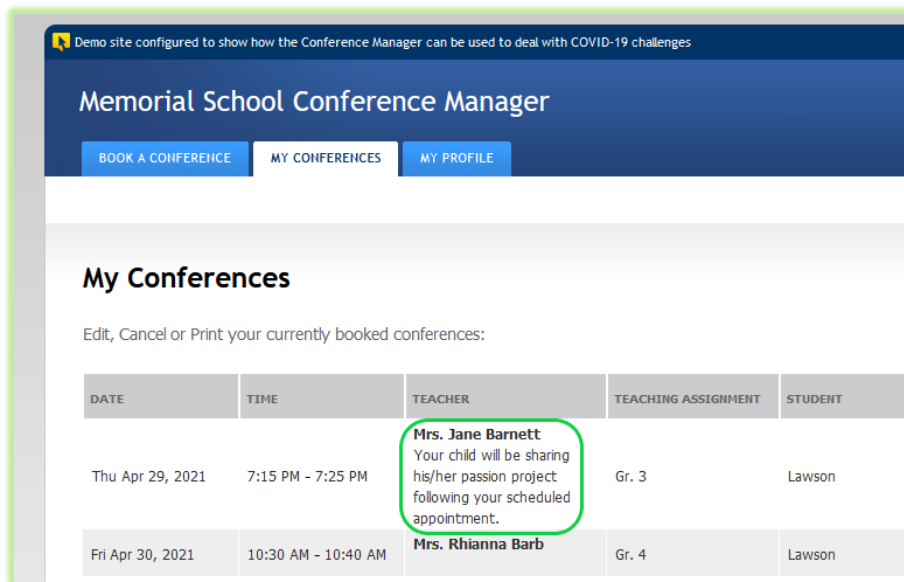 Demo site configured to show how the Conference Manager can be used to deal with COVID-19 challenges
Memorial School Conference Manager
BOOK A CONFERENCE MY CONFERENCES MY PROFILE
My Conferences
Edit, Cancel or Print your currently booked conferences:
DATE TIME TEACHER TEACHING ASSIGNMENT STUDENT
Mrs. Jane Barnett
Your child will be sharing
Thu Apr 29, 2021 7:15 PM - 7:25 PM his/her passion project Gr. 3 Lawson
following your scheduled
appointment.
Mrs. Rhianna Barb
Fri Apr 30, 2021 10:30 AM - 10:40 AM Gr. 4 Lawson